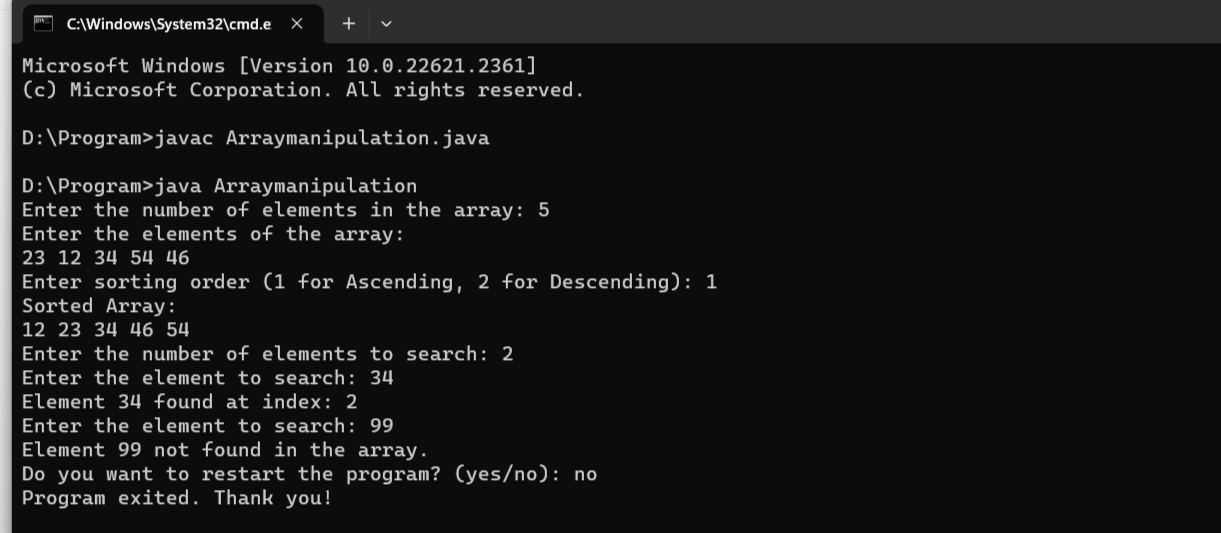 C:\Windows\System32\cmd.e
Microsoft Windows [Version 10.0.22621.2361]
(c) Microsoft Corporation. All rights reserved.
D:\Program>javac Arraymanipulation.java
D:\Program>java Arraymanipulation
Enter the number of elements in the array: 5
Enter the elements of the array:
23 12 34 54 46
Enter sorting order (1 for Ascending, 2 for Descending): 1
Sorted Array:
12 23 34 46 54
Enter the number of elements to search: 2
Enter the element to search: 34
Element 34 found at index: 2
Enter the element to search: 99
Element 99 not found in the array.
Do you want to restart the program? (yes/no): no
Program exited. Thank you!